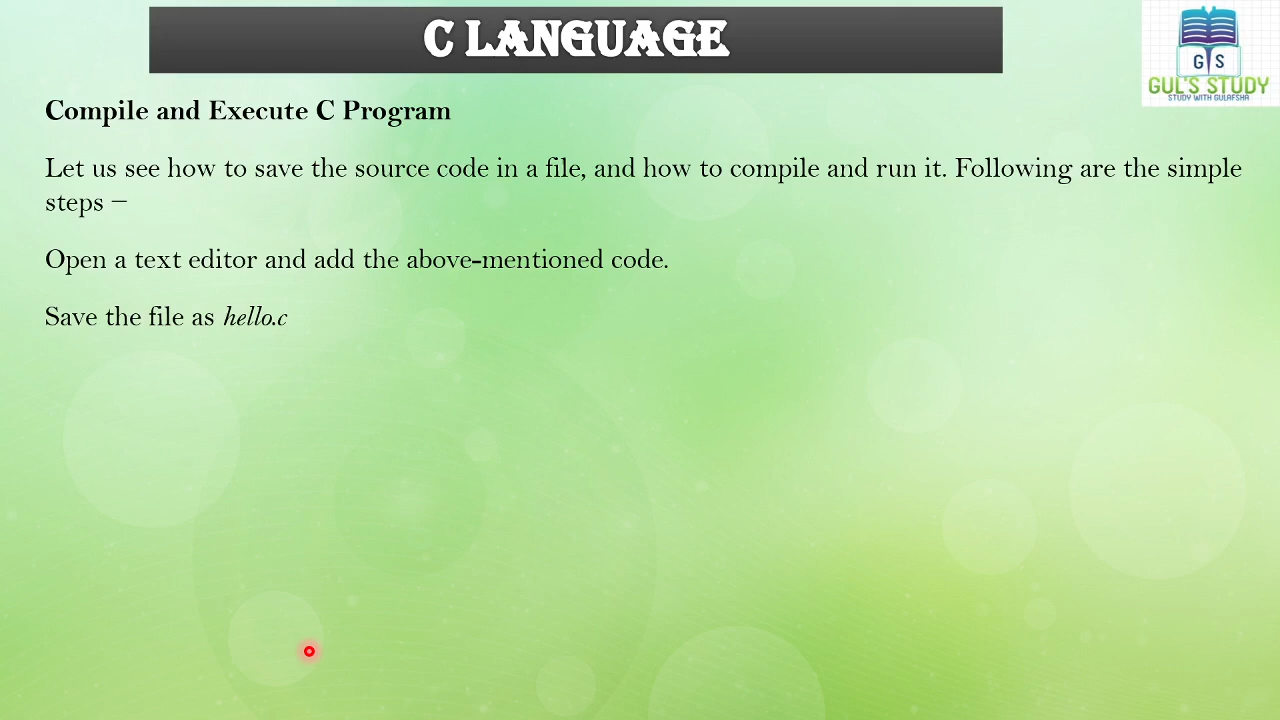 C LANGUAGE
G S
GUL'S STUDY
STUDY WITH GULAFSHA
Compile and Execute C Program
Let us see how to save the source code in a file, and how to compile and run it. Following are the simple
steps −
Open a text editor and add the above-mentioned code.
Save the file as hello.c